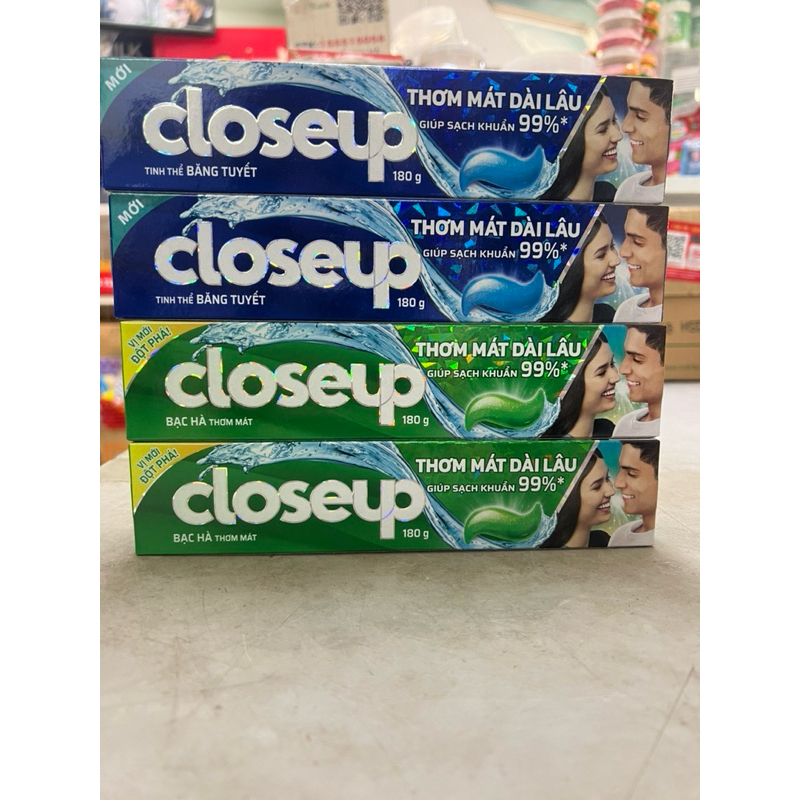 MỚI
closeup
TINH THỂ BĂNG TUYẾT
180 g
THƠM MÁT DÀI LÂU
GIÚP SẠCH KHUẨN 99%*
MỚI
closeup
TINH THỂ BĂNG TUYẾT
180 g
THƠM MÁT DÀI LÂU
GIÚP SẠCH KHUẨN 99%*
VỊ MỚI
ĐỘT PHÁ!
closeup
BẠC HÀ THƠM MÁT
180 g
THƠM MÁT DÀI LÂU
GIÚP SẠCH KHUẨN 99%*
VỊ MỚI
ĐỘT PHÁ!
closeup
BẠC HÀ THƠM MÁT
180 g
THƠM MÁT DÀI LÂU
GIÚP SẠCH KHUẨN 99%*